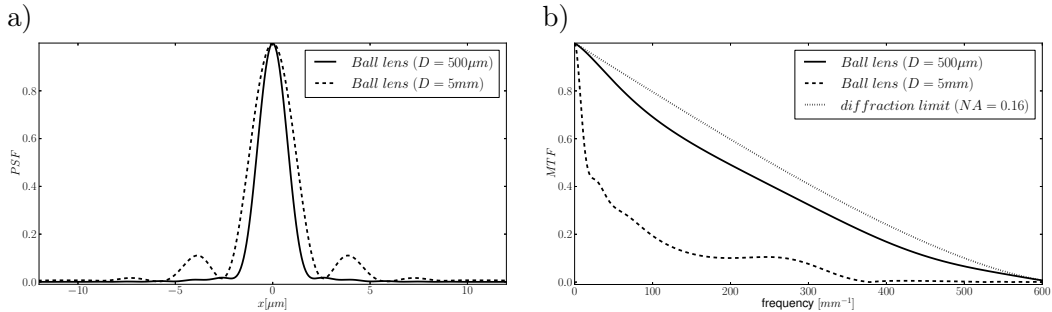 a)
b)
Ball lens (D = 500μm)
Ball lens (D = 5mm)
PSF
0.8
0.6
0.4
0.2
0.0
−10
−5
0
5
10
x[μm]
Ball lens (D = 500μm)
Ball lens (D = 5mm)
diffraction limit (NA = 0.16)
MTF
0.8
0.6
0.4
0.2
0.0
0
100
200
300
400
500
600
frequency [mm⁻¹]